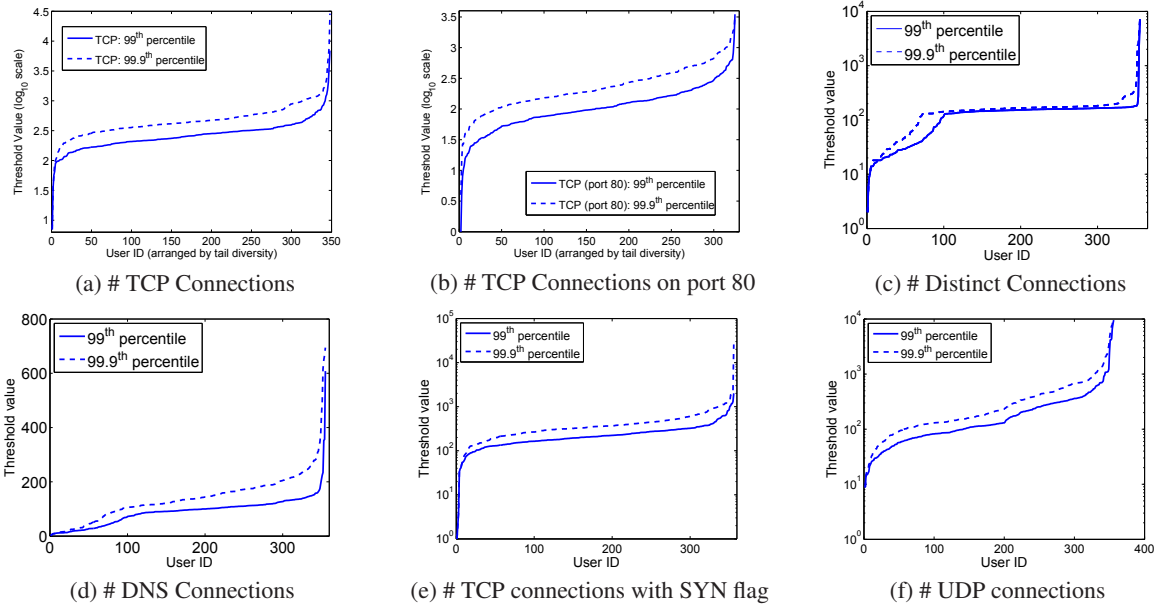 4.5
4
3.5
3
2.5
2
1.5
1
Threshold Value (log10 scale)
TCP: 99th percentile
TCP: 99.9th percentile
0 50 100 150 200 250 300 350
User ID (arranged by tail diversity)
(a) # TCP Connections
3.5
3.0
2.5
2.0
1.5
1.0
0.5
0
Threshold Value (log10 scale)
TCP (port 80): 99th percentile
TCP (port 80): 99.9th percentile
0 50 100 150 200 250 300
User ID (arranged by tail diversity)
(b) # TCP Connections on port 80
10^4
10^3
10^2
10^1
10^0
Threshold value
99th percentile
99.9th percentile
0 100 200 300
User ID
(c) # Distinct Connections
800
600
400
200
0
Threshold value
99th percentile
99.9th percentile
0 100 200 300
User ID
(d) # DNS Connections
10^5
10^4
10^3
10^2
10^1
10^0
Threshold value
99th percentile
99.9th percentile
0 100 200 300
User ID
(e) # TCP connections with SYN flag
10^4
10^3
10^2
10^1
10^0
Threshold value
99th percentile
99.9th percentile
0 100 200 300 400
User ID
(f) # UDP connections